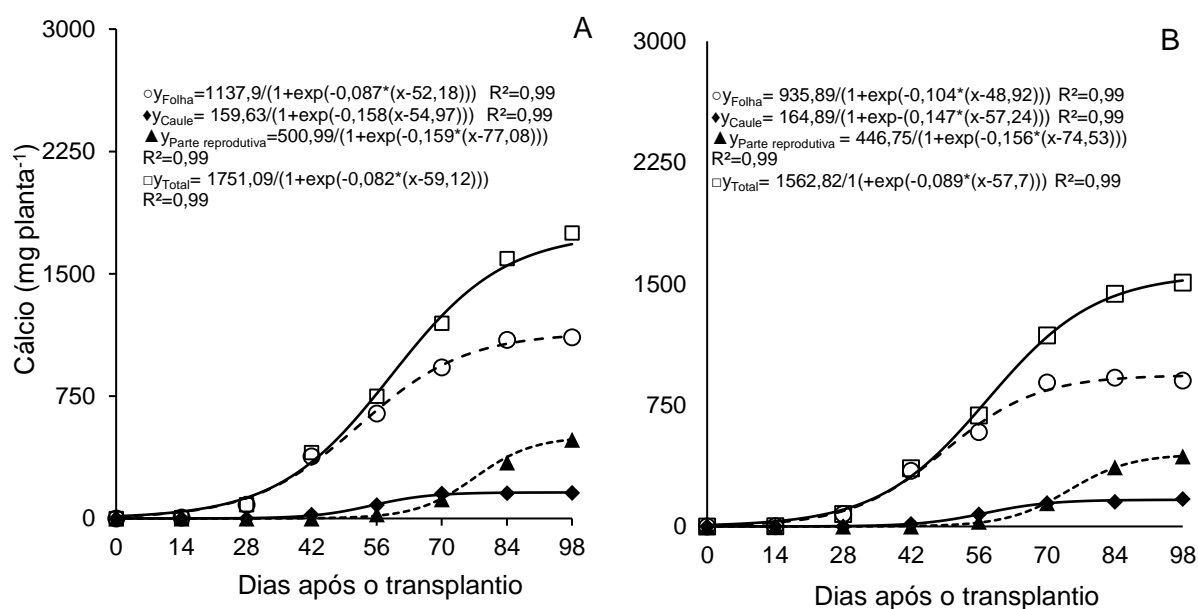 A
3000
2250
1500
750
0
Cálcio (mg planta⁻¹)
○yFolha=1137,9/(1+exp(-0,087*(x-52,18))) R²=0,99
♦yCaule= 159,63/(1+exp(-0,158(x-54,97)) R²=0,99
▲yParte reprodutiva=500,99/(1+exp(-0,159*(x-77,08)))
R²=0,99
□yTotal= 1751,09/(1+exp(-0,082*(x-59,12)))
R²=0,99
0 14 28 42 56 70 84 98
Dias após o transplantio
B
3000
2250
1500
750
0
○yFolha= 935,89/(1+exp(-0,104*(x-48,92))) R²=0,99
♦yCaule= 164,89/(1+exp-(0,147*(x-57,24)) R²=0,99
▲yParte reprodutiva = 446,75/(1+exp(-0,156*(x-74,53)))
R²=0,99
□yTotal= 1562,82/1(+exp(-0,089*(x-57,7))) R²=0,99
0 14 28 42 56 70 84 98
Dias após o transplantio